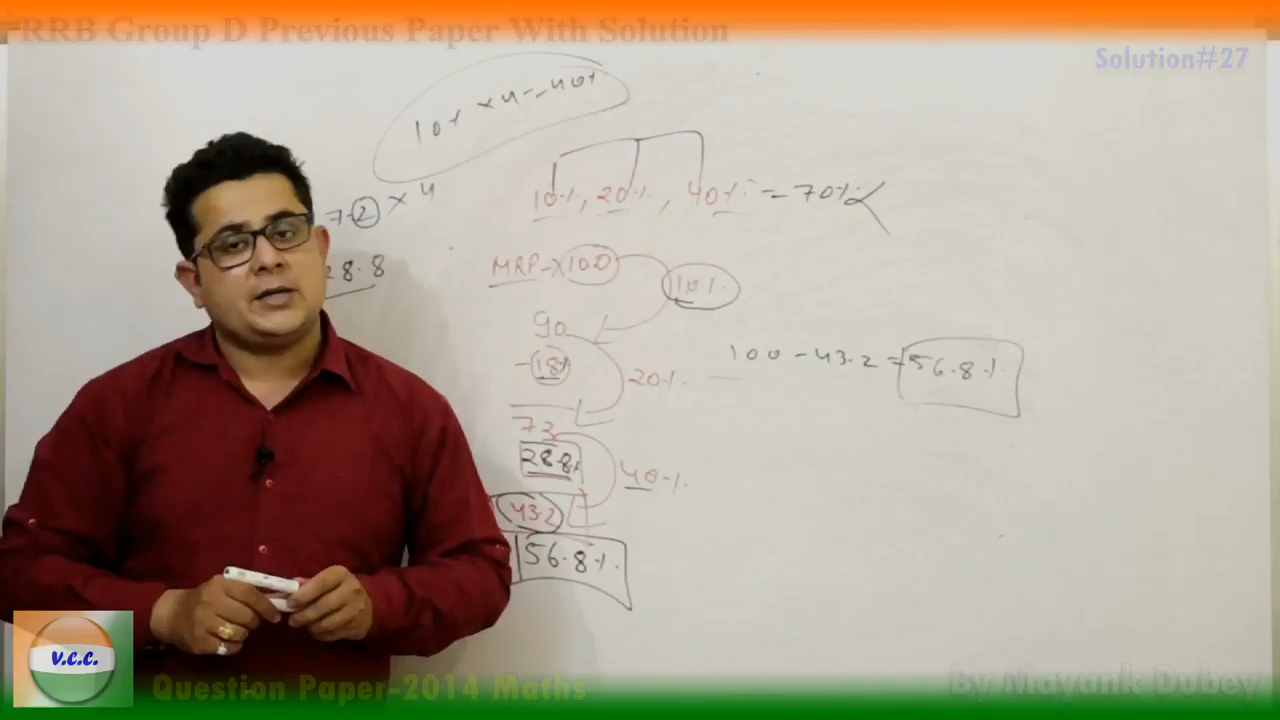 RRB Group D Previous Paper With Solution
Solution#27
10% × 4 = 40%
10%, 20%, 40% = 70%
7.2 × 4
28.8
MRP → 100
10%
90
100 - 43.2 = 56.8%
- 18%
20%
72
28.8
40%
43.2
56.8%
V.C.C.
Question Paper-2014 Maths
By Mayank Dubey